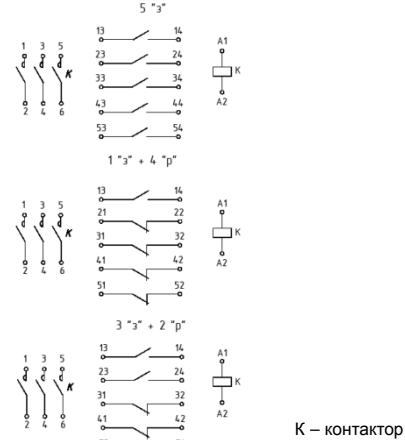 5 "з"
13 14
1 3 5 23 24 A1
К 33 34 К
2 4 6 43 44 A2
53 54
1 "з" + 4 "р"
13 14
1 3 5 21 22 A1
К 31 32 К
2 4 6 41 42 A2
51 52
3 "з" + 2 "р"
13 14
1 3 5 23 24 A1
К 31 32 К
2 4 6 41 42 A2
К – контактор